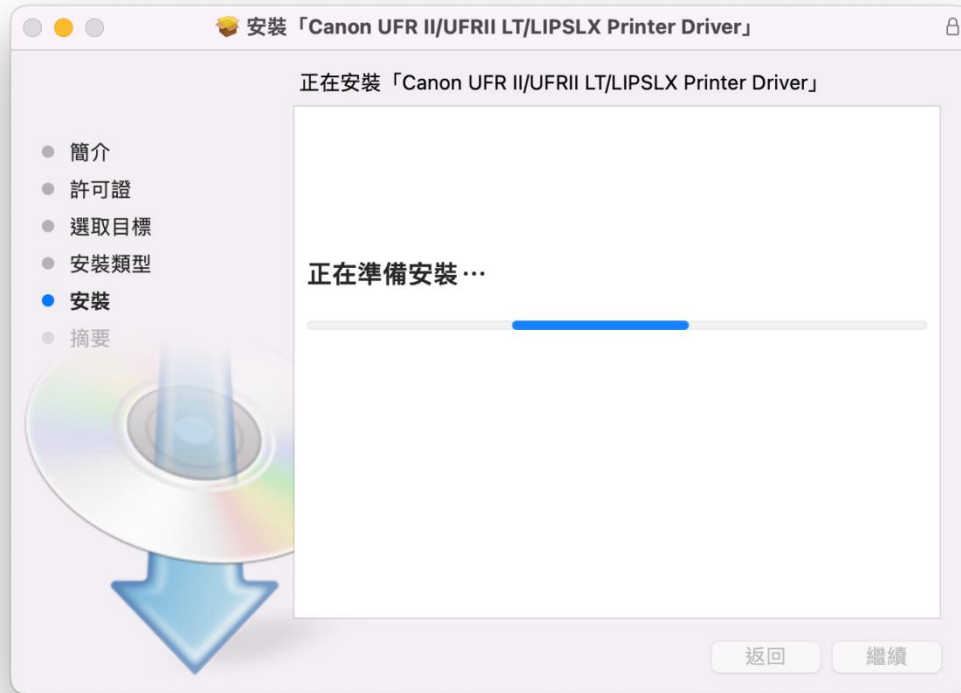 安裝「Canon UFR II/UFRII LT/LIPSLX Printer Driver」
正在安裝「Canon UFR II/UFRII LT/LIPSLX Printer Driver」
簡介
許可證
選取目標
安裝類型
安裝
摘要
正在準備安裝⋯
返回
繼續